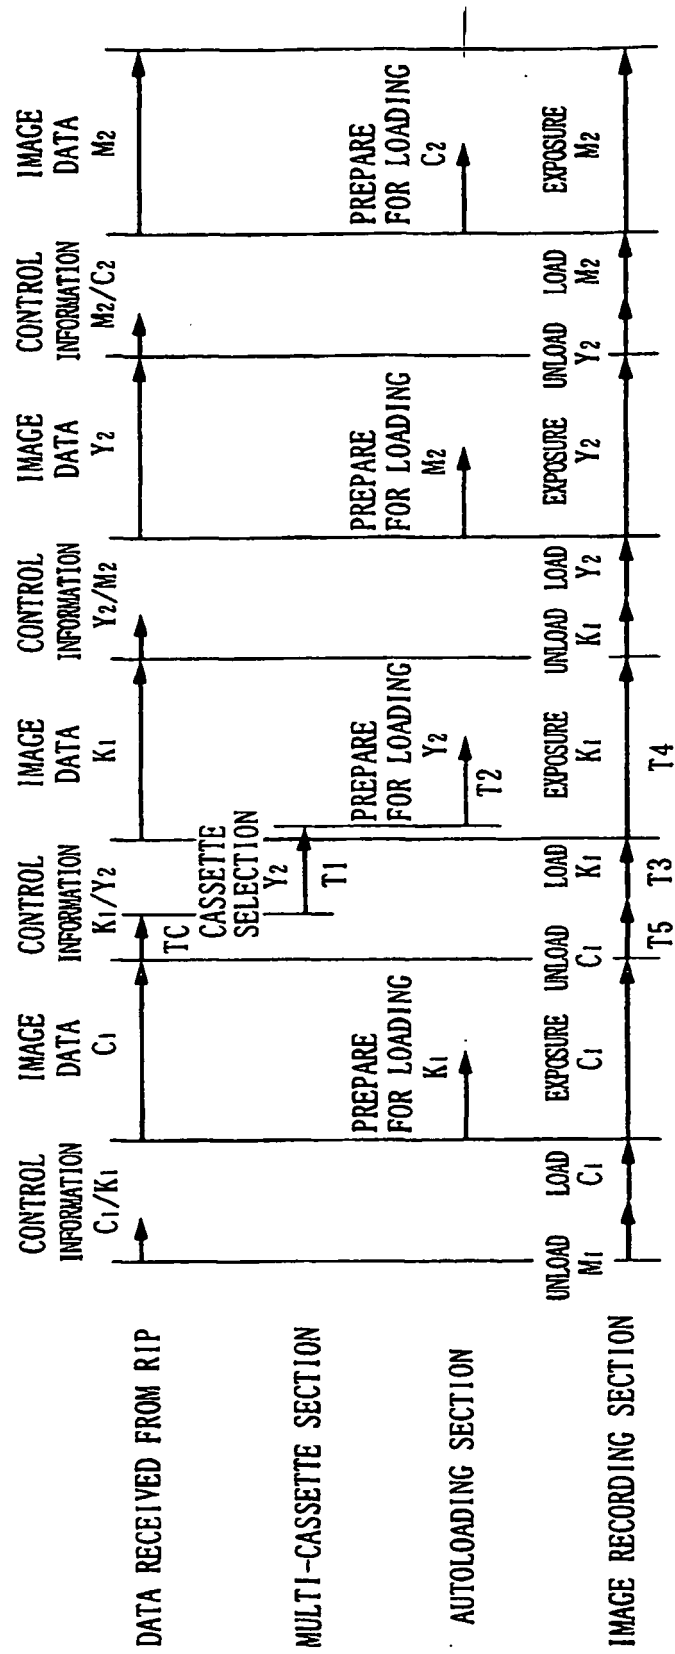 DATA RECEIVED FROM RIP
CONTROL
INFORMATION
C1/K1
IMAGE
DATA
C1
CONTROL
INFORMATION
K1/Y2
TC
IMAGE
DATA
K1
CONTROL
INFORMATION
Y2/M2
IMAGE
DATA
Y2
CONTROL
INFORMATION
M2/C2
IMAGE
DATA
M2
MULTI-CASSETTE SECTION
CASSETTE
SELECTION
Y2
T1
AUTOLOADING SECTION
PREPARE
FOR LOADING
K1
PREPARE
FOR LOADING
Y2
T2
PREPARE
FOR LOADING
M2
PREPARE
FOR LOADING
C2
IMAGE RECORDING SECTION
UNLOAD
M1
LOAD
C1
EXPOSURE
C1
UNLOAD
C1
T5
LOAD
K1
T3
EXPOSURE
K1
T4
UNLOAD
K1
LOAD
Y2
EXPOSURE
Y2
UNLOAD
Y2
LOAD
M2
EXPOSURE
M2